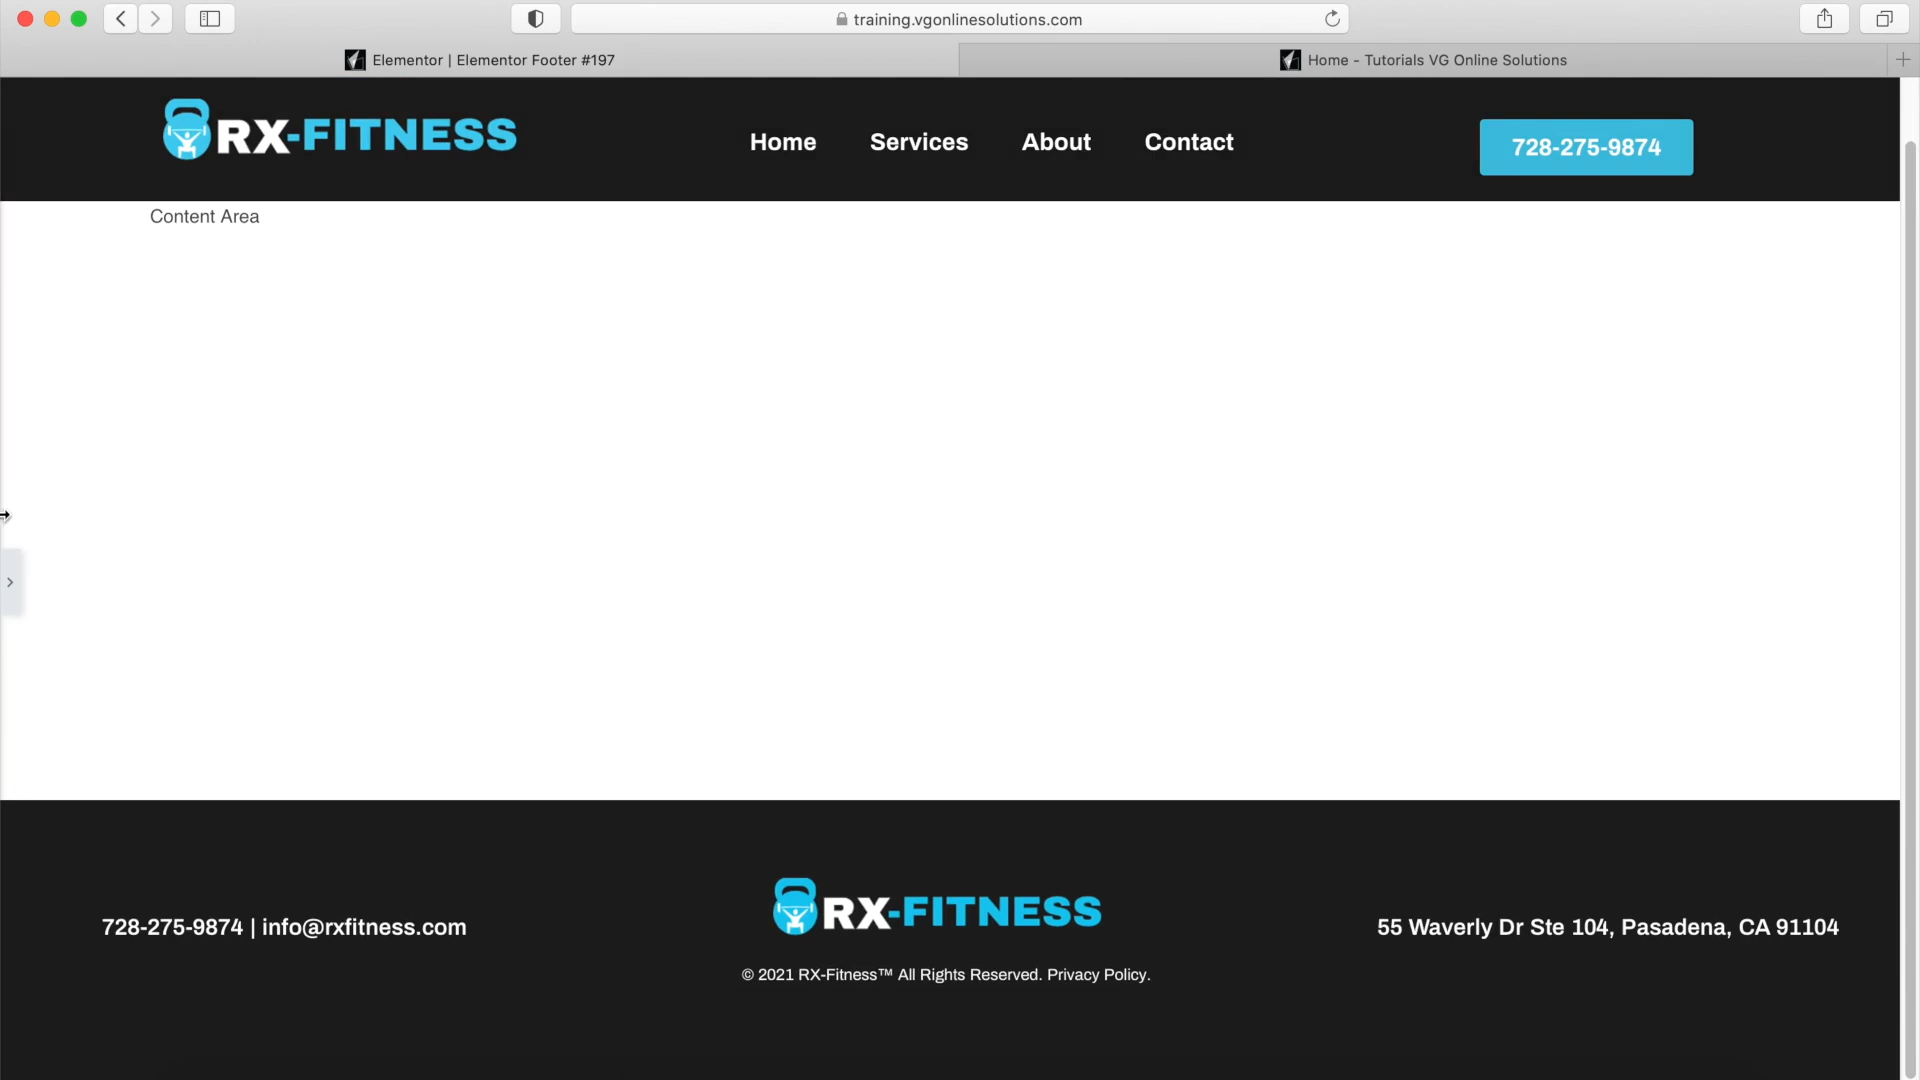 training.vgonlinesolutions.com
Elementor | Elementor Footer #197
Home - Tutorials VG Online Solutions
RX-FITNESS
Home
Services
About
Contact
728-275-9874
Content Area
RX-FITNESS
728-275-9874 | info@rxfitness.com
55 Waverly Dr Ste 104, Pasadena, CA 91104
© 2021 RX-Fitness™ All Rights Reserved. Privacy Policy.